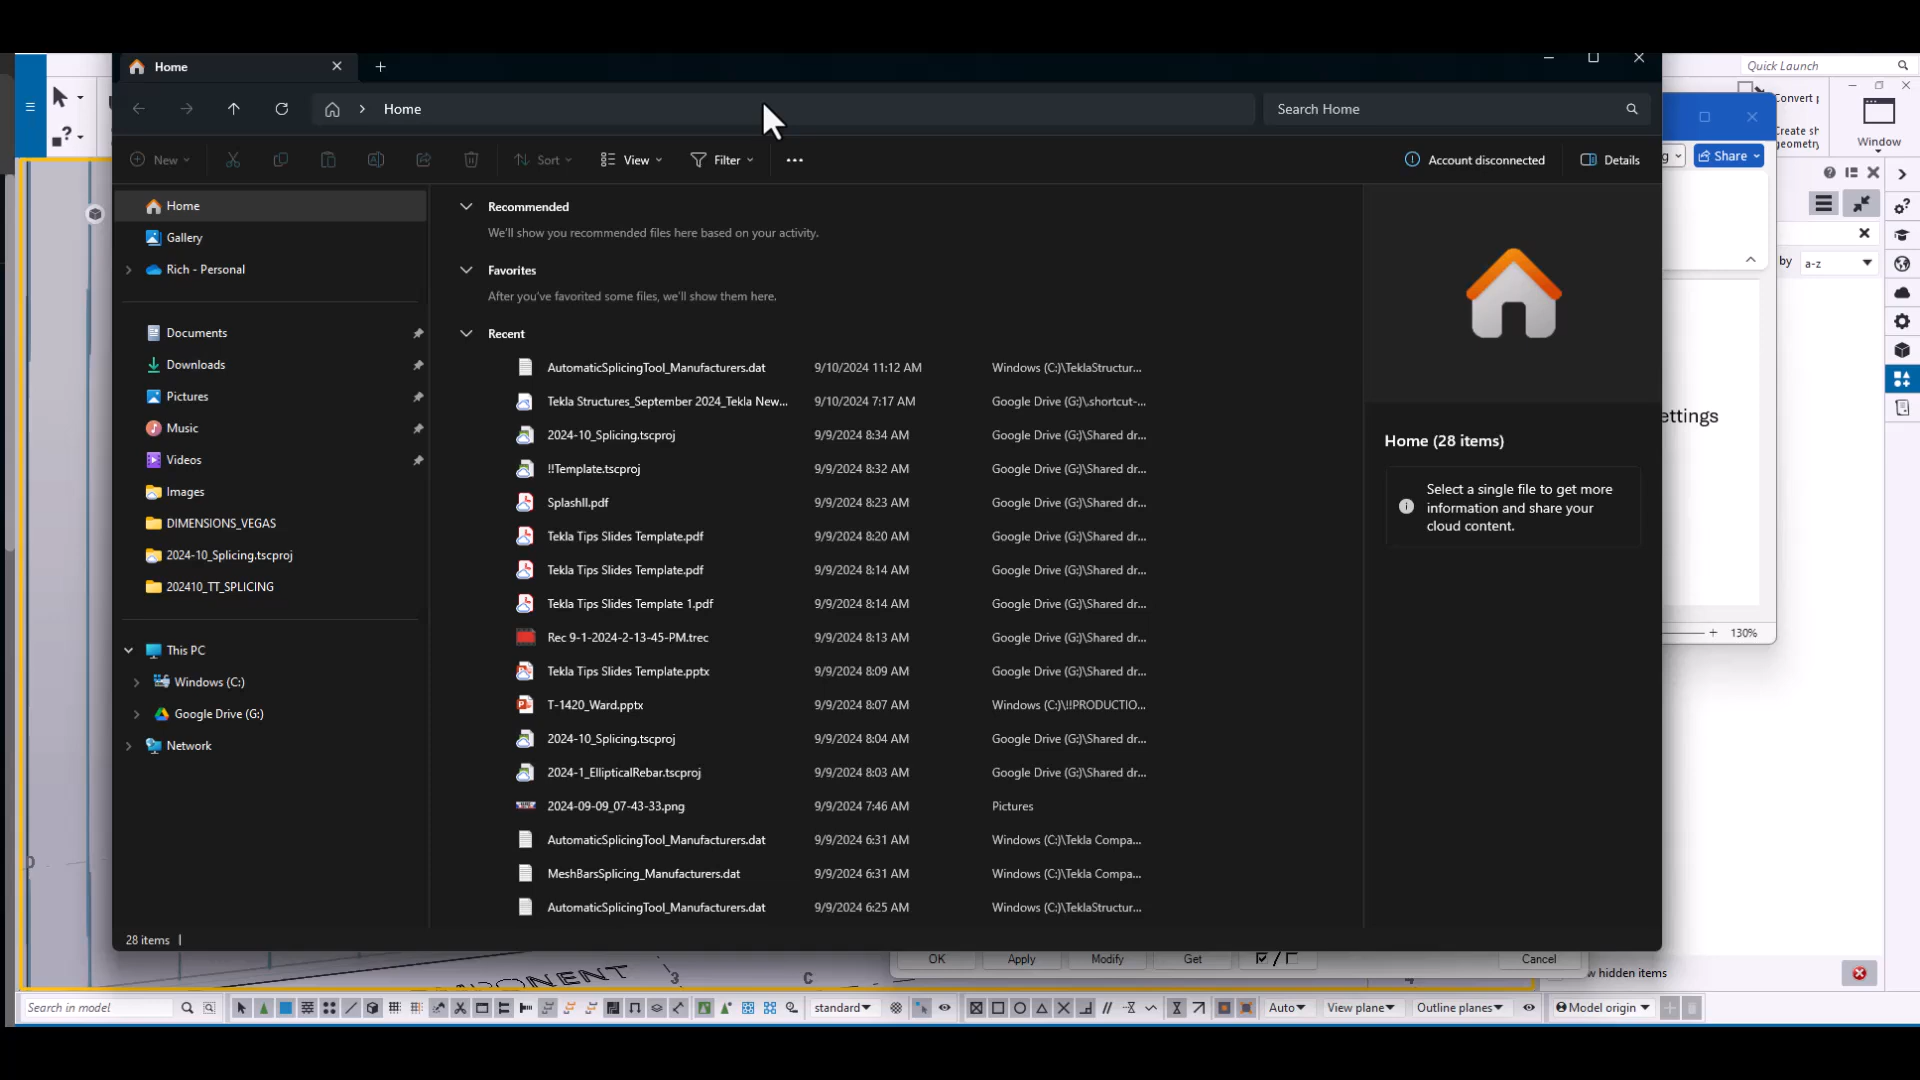 Home
Quick Launch
Home
Search Home
Convert p
Create sh
geometry
Window
New
Sort
View
Filter
Account disconnected
Details
Share
Home
Gallery
Rich - Personal
Documents
Downloads
Pictures
Music
Videos
Images
DIMENSIONS_VEGAS
2024-10_Splicing.tscproj
202410_TT_SPLICING
This PC
Windows (C:)
Google Drive (G:)
Network
Recommended
We'll show you recommended files here based on your activity.
Favorites
After you've favorited some files, we'll show them here.
Recent
AutomaticSplicingTool_Manufacturers.dat 9/10/2024 11:12 AM Windows (C:)\TeklaStructur...
Tekla Structures_September 2024_Tekla New... 9/10/2024 7:17 AM Google Drive (G:)\.shortcut-...
2024-10_Splicing.tscproj 9/9/2024 8:34 AM Google Drive (G:)\Shared dr...
!!Template.tscproj 9/9/2024 8:32 AM Google Drive (G:)\Shared dr...
SplashII.pdf 9/9/2024 8:23 AM Google Drive (G:)\Shared dr...
Tekla Tips Slides Template.pdf 9/9/2024 8:20 AM Google Drive (G:)\Shared dr...
Tekla Tips Slides Template.pdf 9/9/2024 8:14 AM Google Drive (G:)\Shared dr...
Tekla Tips Slides Template 1.pdf 9/9/2024 8:14 AM Google Drive (G:)\Shared dr...
Rec 9-1-2024-2-13-45-PM.trec 9/9/2024 8:13 AM Google Drive (G:)\Shared dr...
Tekla Tips Slides Template.pptx 9/9/2024 8:09 AM Google Drive (G:)\Shared dr...
T-1420_Ward.pptx 9/9/2024 8:07 AM Windows (C:)\!!PRODUCTIO...
2024-10_Splicing.tscproj 9/9/2024 8:04 AM Google Drive (G:)\Shared dr...
2024-1_EllipticalRebar.tscproj 9/9/2024 8:03 AM Google Drive (G:)\Shared dr...
2024-09-09_07-43-33.png 9/9/2024 7:46 AM Pictures
AutomaticSplicingTool_Manufacturers.dat 9/9/2024 6:31 AM Windows (C:)\Tekla Compa...
MeshBarsSplicing_Manufacturers.dat 9/9/2024 6:31 AM Windows (C:)\Tekla Compa...
AutomaticSplicingTool_Manufacturers.dat 9/9/2024 6:25 AM Windows (C:)\TeklaStructur...
Home (28 items)
Select a single file to get more
information and share your
cloud content.
by a-z
ettings
130%
28 items
OK Apply Modify Get Cancel
w hidden items
PONENT 3 C
Search in model
standard
Auto
View plane
Outline planes
Model origin